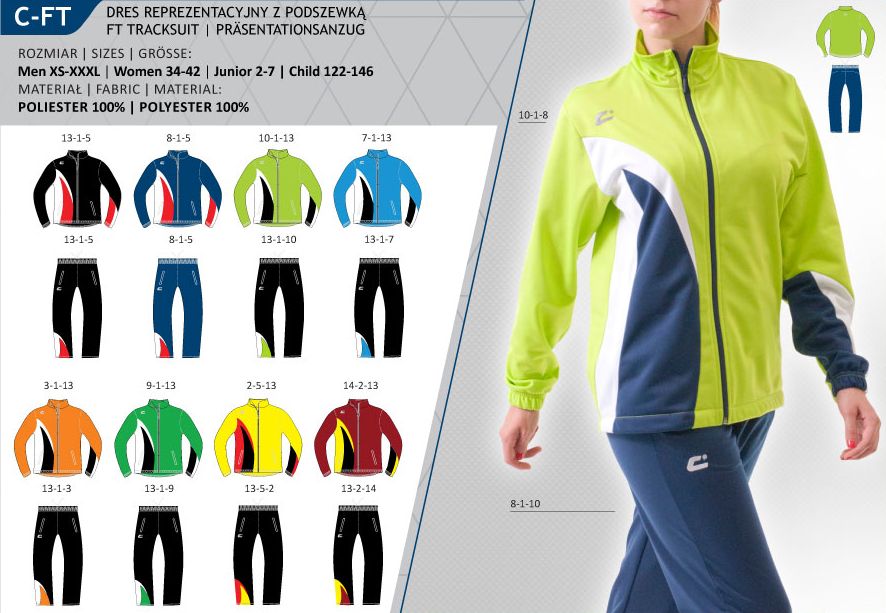 C-FT
DRES REPREZENTACYJNY Z PODSZEWKĄ
FT TRACKSUIT | PRÄSENTATIONSANZUG
ROZMIAR | SIZES | GRÖSSE:
Men XS-XXXL | Women 34-42 | Junior 2-7 | Child 122-146
MATERIAŁ | FABRIC | MATERIAL:
POLIESTER 100% | POLYESTER 100%
13-1-5 8-1-5 10-1-13 7-1-13
13-1-5 8-1-5 13-1-10 13-1-7
3-1-13 9-1-13 2-5-13 14-2-13
13-1-3 13-1-9 13-5-2 13-2-14
10-1-8
8-1-10